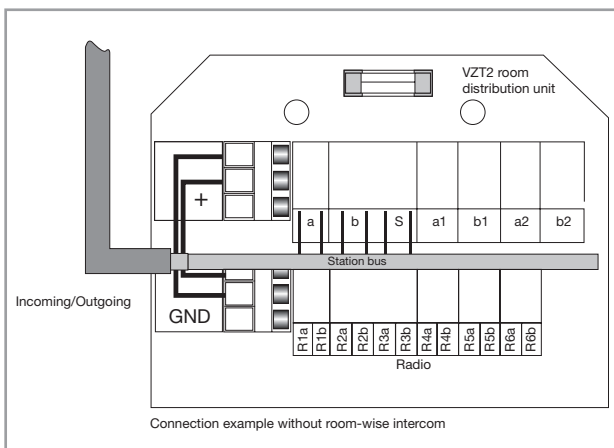 VZT2 room
distribution unit
+
a b S a1 b1 a2 b2
Station bus
Incoming/Outgoing
GND
R1a R1b R2a R2b R3a R3b R4a R4b R5a R5b R6a R6b
Radio
Connection example without room-wise intercom